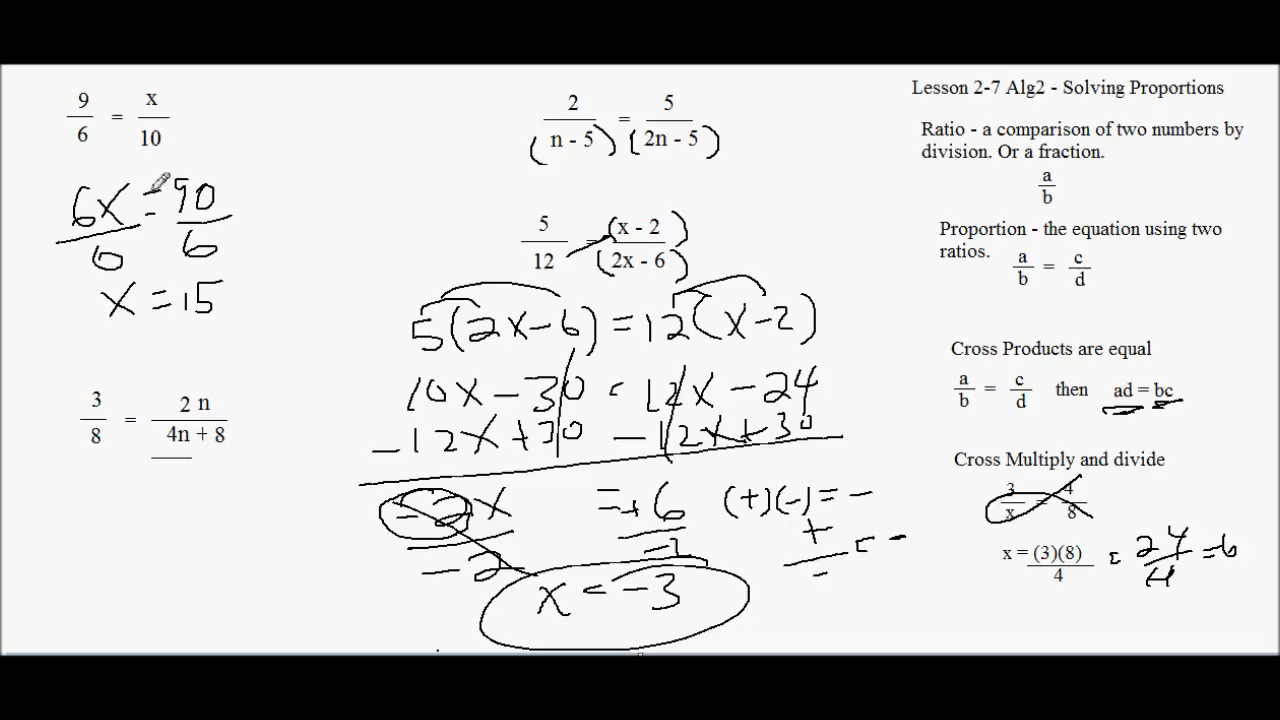 9/6 = x/10
6x = 90
6 6
x = 15
3/8 = 2 n/4n + 8
2/(n - 5) = 5/(2n - 5)
5/12 = (x - 2)/(2x - 6)
5(2x - 6) = 12(x - 2)
10x - 30 = 12x - 24
-12x + 30 - 12x + 30
-2x = +6 (+)(-) = -
-2 -2 + = -
-
x = -3
Lesson 2-7 Alg2 - Solving Proportions
Ratio - a comparison of two numbers by
division. Or a fraction.
a/b
Proportion - the equation using two
ratios. a/b = c/d
Cross Products are equal
a/b = c/d then ad = bc
Cross Multiply and divide
3/x = 4/8
x = (3)(8)/4 = 24/4 = 6